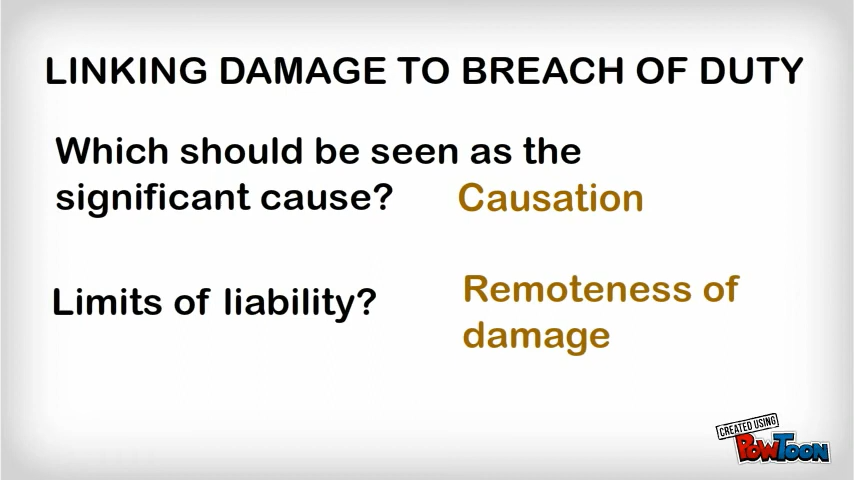 LINKING DAMAGE TO BREACH OF DUTY
Which should be seen as the
significant cause?
Causation
Limits of liability?
Remoteness of
damage
CREATED USING
POWTOON